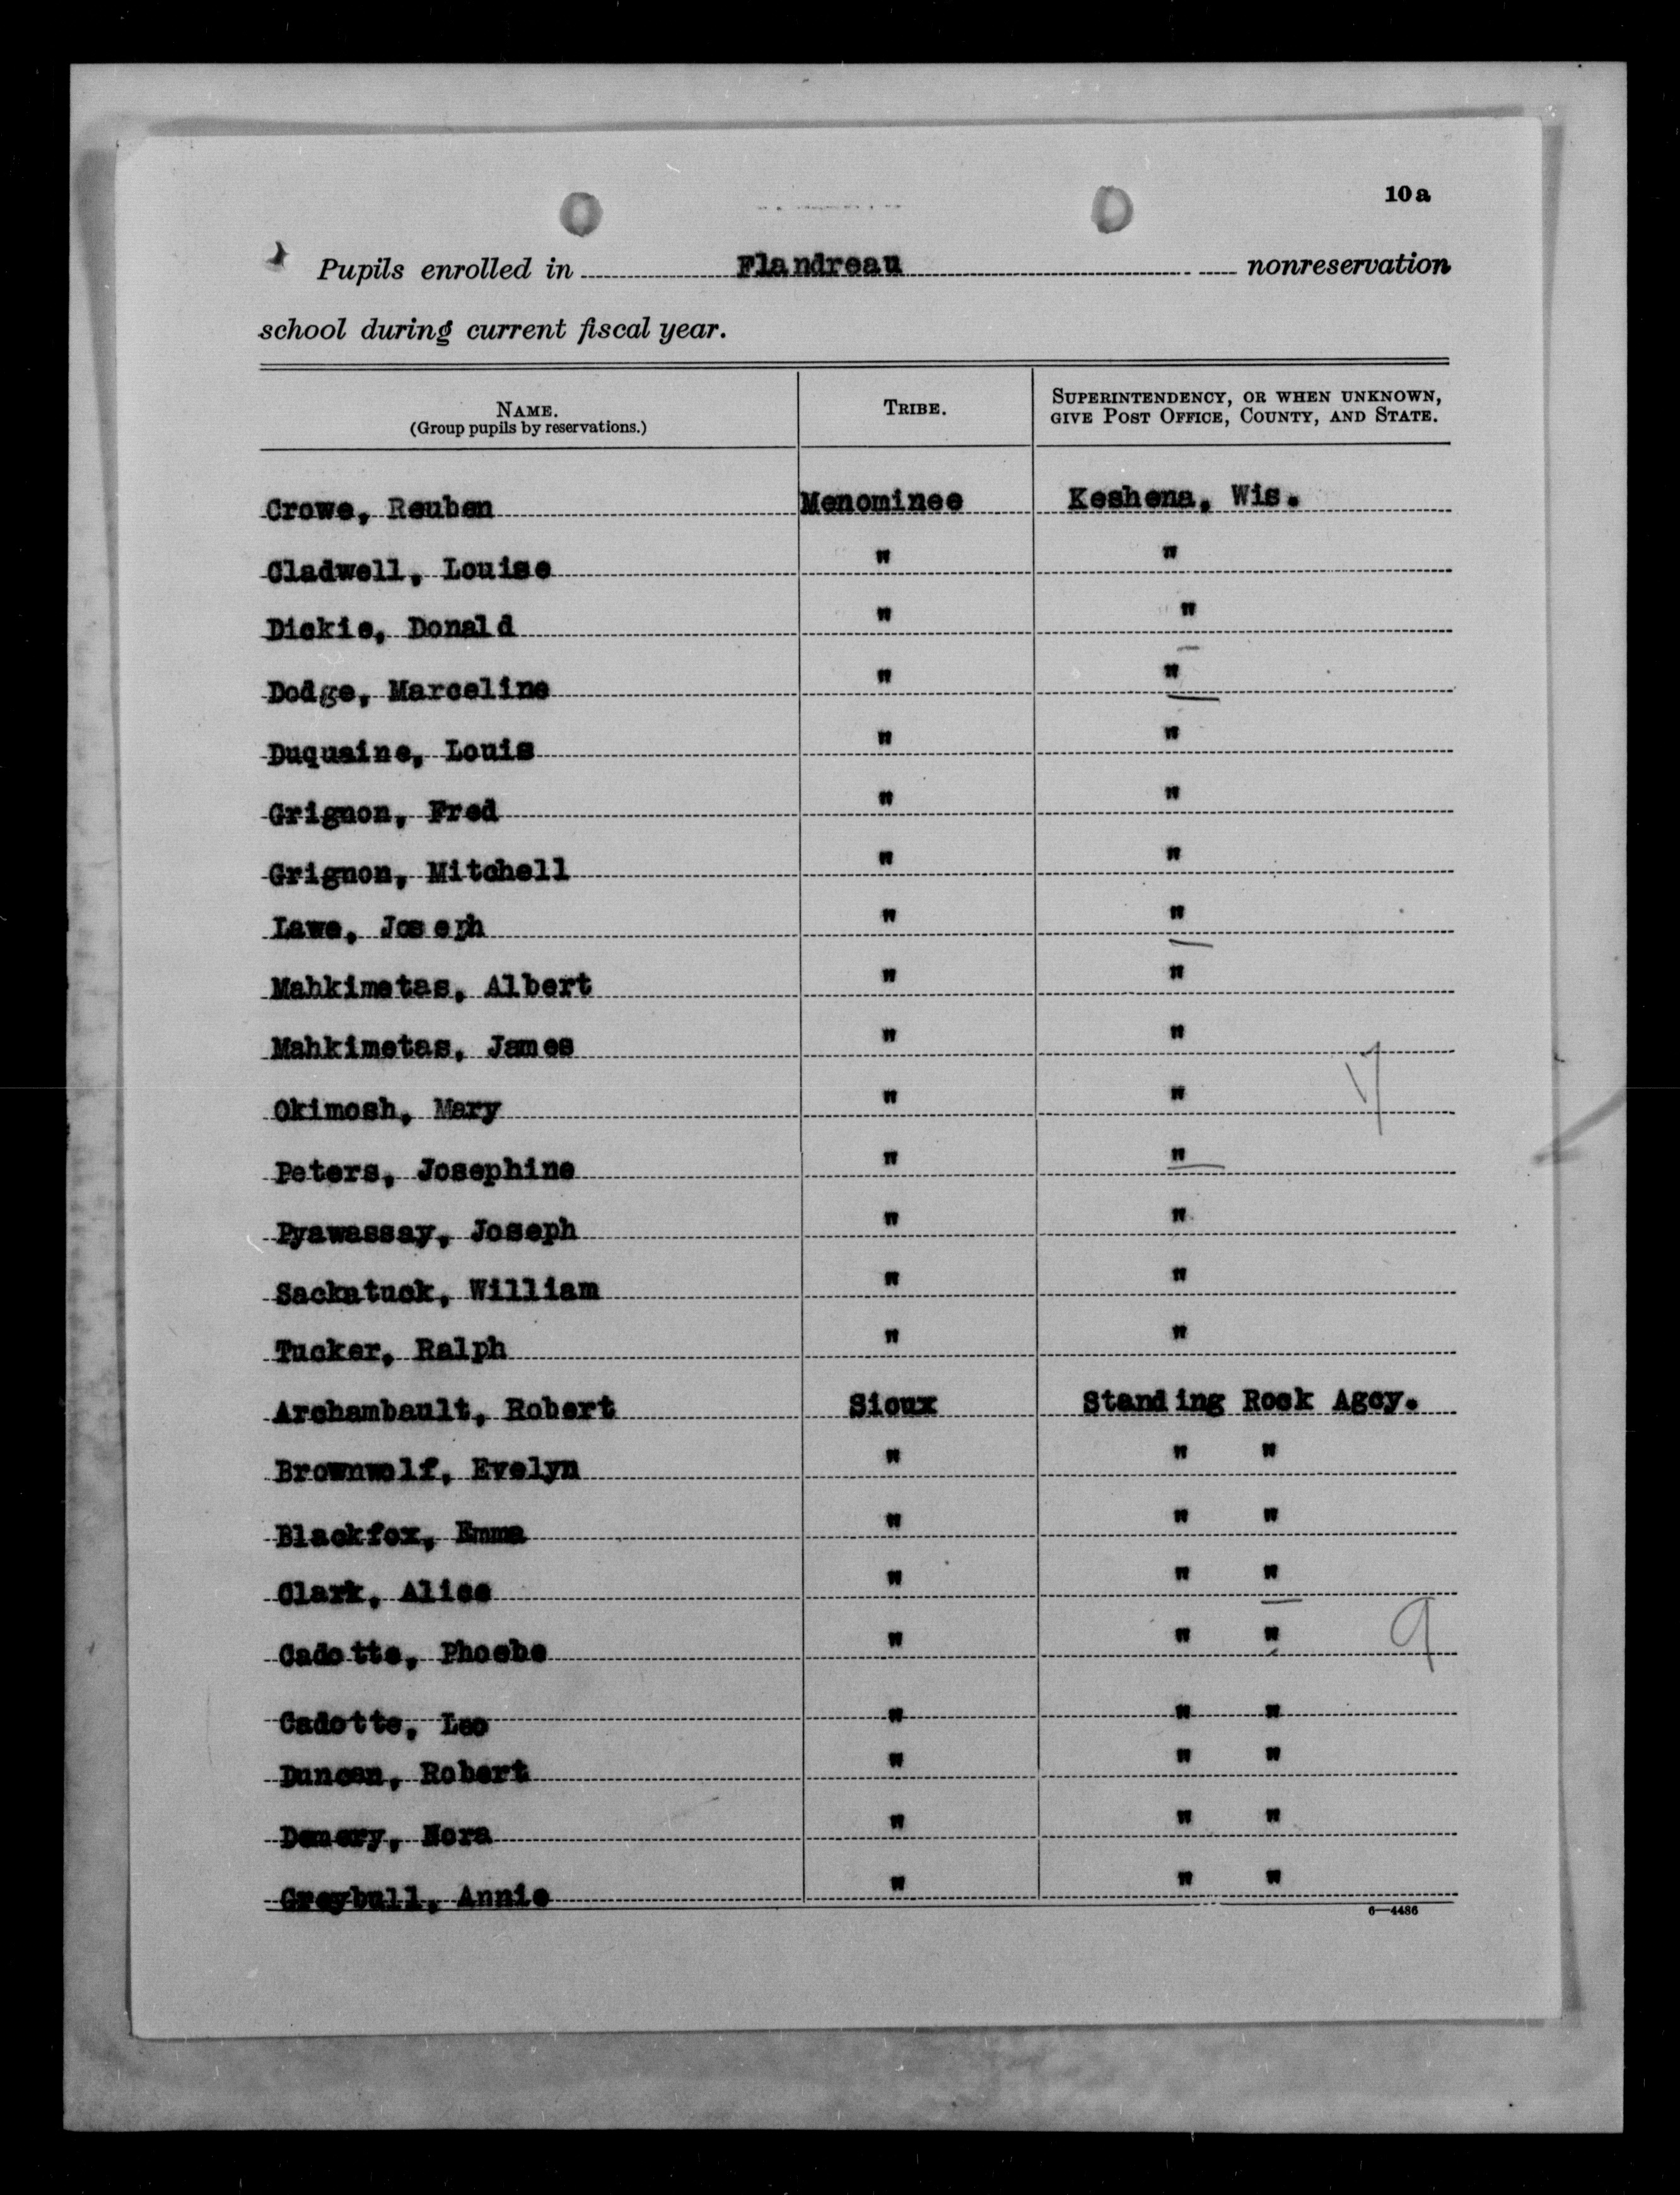 10a
Pupils enrolled in Flandreau nonreservation
school during current fiscal year.
NAME. TRIBE. SUPERINTENDENCY, OR WHEN UNKNOWN,
(Group pupils by reservations.) GIVE POST OFFICE, COUNTY, AND STATE.
Crowe, Reuben Menominee Keshena, Wis.
Cladwell, Louise " "
Dickie, Donald " "
Dodge, Marceline " "
Duquaine, Louis " "
Grignon, Fred " "
Grignon, Mitchell " "
Lawe, Joseph " "
Mahkimetas, Albert " "
Mahkimetas, James " "
Okimosh, Mary " "
Peters, Josephine " "
Pyawassay, Joseph " "
Sackatuck, William " "
Tucker, Ralph " "
Archambault, Robert Sioux Standing Rock Agcy.
Brownwolf, Evelyn " " "
Blackfox, Emma " " "
Clark, Alice " " "
Cadotte, Phoebe " " "
9
Cadotte, Leo " " "
Duncan, Robert " " "
Demery, Nora " " "
Greybull, Annie " " "
6—4486